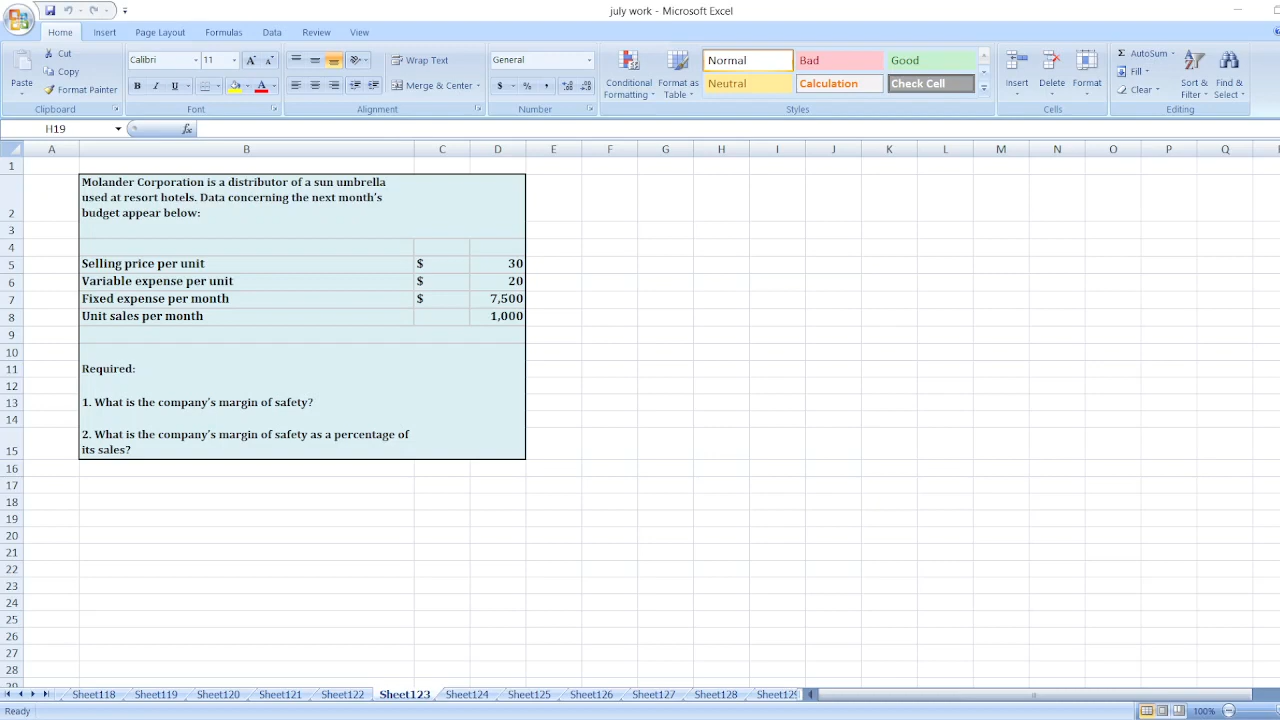 july work - Microsoft Excel
Home Insert Page Layout Formulas Data Review View
Cut
Copy
Format Painter
Paste
Clipboard
Calibri 11
B U
Font
Wrap Text
Merge & Center
Alignment
General
$ % ,
Number
Conditional Formatting
Format as Table
Normal Bad Good
Neutral Calculation Check Cell
Styles
Insert Delete Format
Cells
Σ AutoSum
Fill
Clear
Sort & Filter
Find & Select
Editing
H19 fx
A B C D E F G H I J K L M N O P Q
1
Molander Corporation is a distributor of a sun umbrella
used at resort hotels. Data concerning the next month's
2 budget appear below:
3
4
5 Selling price per unit $ 30
6 Variable expense per unit $ 20
7 Fixed expense per month $ 7,500
8 Unit sales per month 1,000
9
10
11 Required:
12
13 1. What is the company's margin of safety?
14
2. What is the company's margin of safety as a percentage of
15 its sales?
16
17
18
19
20
21
22
23
24
25
26
27
28
Sheet118 Sheet119 Sheet120 Sheet121 Sheet122 Sheet123 Sheet124 Sheet125 Sheet126 Sheet127 Sheet128
Ready 100%